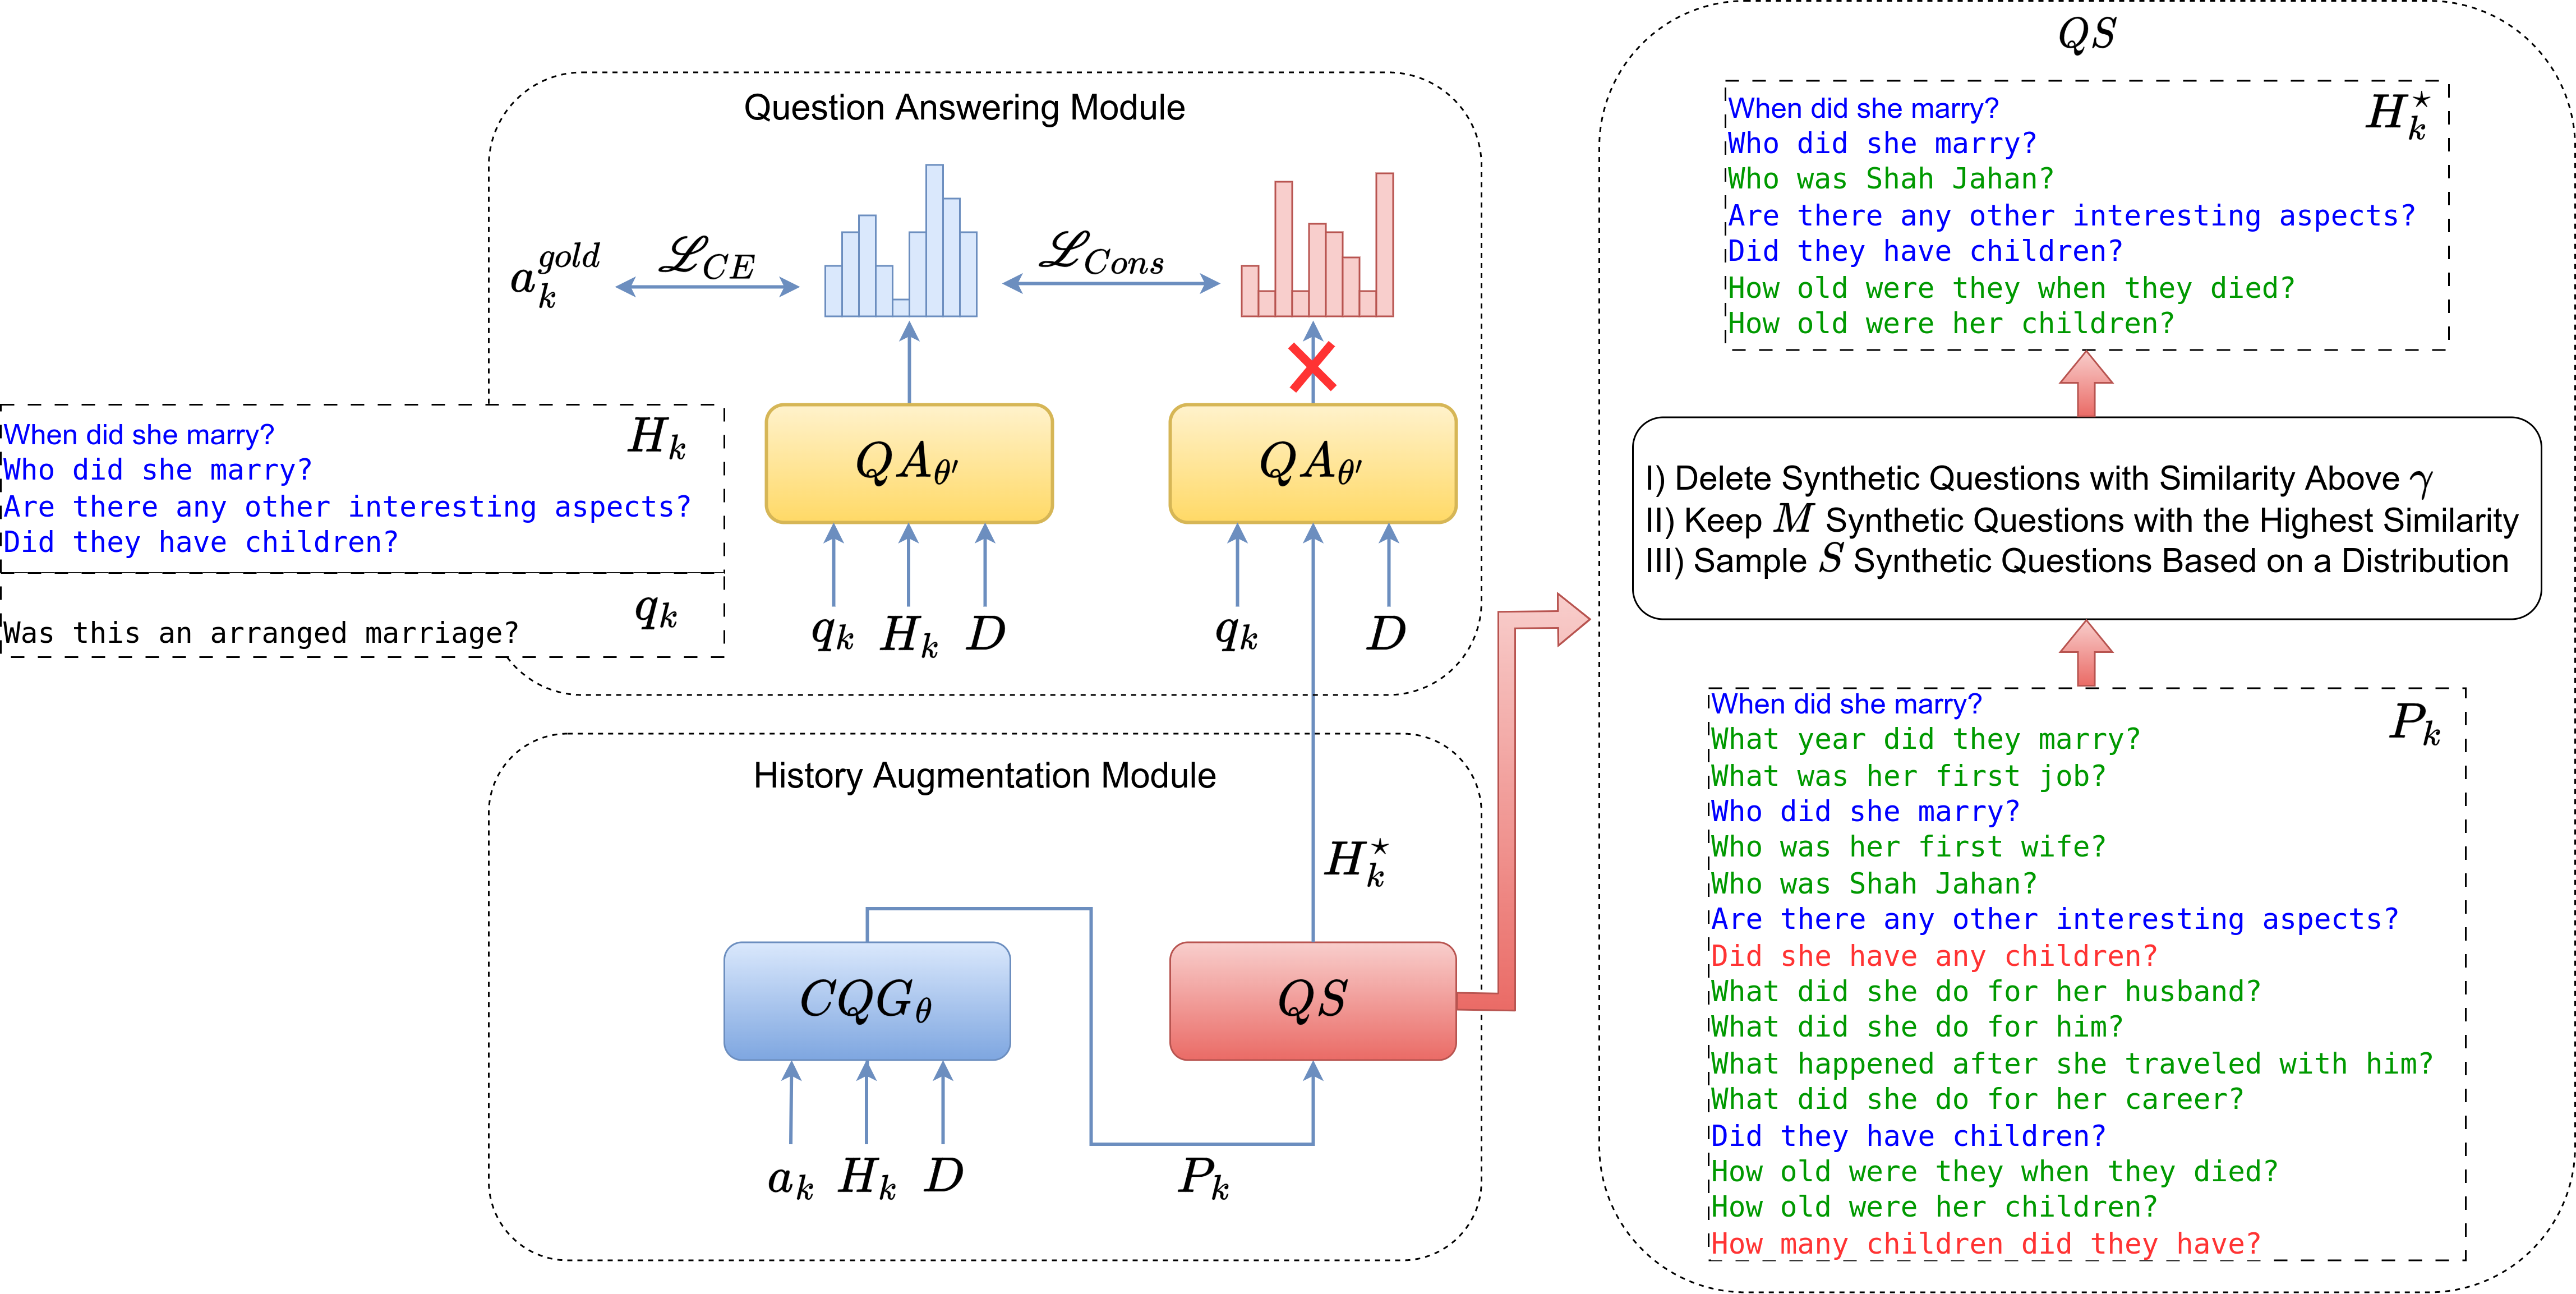 Question Answering Module
a_k^{gold}
ℒ_{CE}
ℒ_{Cons}
H_k
When did she marry?
Who did she marry?
Are there any other interesting aspects?
Did they have children?
q_k
Was this an arranged marriage?
QA_{θ'}
QA_{θ'}
q_k H_k D
q_k D
History Augmentation Module
H_k^⋆
CQG_θ
QS
a_k H_k D
P_k
QS
H_k^⋆
When did she marry?
Who did she marry?
Who was Shah Jahan?
Are there any other interesting aspects?
Did they have children?
How old were they when they died?
How old were her children?
I) Delete Synthetic Questions with Similarity Above γ
II) Keep M Synthetic Questions with the Highest Similarity
III) Sample S Synthetic Questions Based on a Distribution
P_k
When did she marry?
What year did they marry?
What was her first job?
Who did she marry?
Who was her first wife?
Who was Shah Jahan?
Are there any other interesting aspects?
Did she have any children?
What did she do for her husband?
What did she do for him?
What happened after she traveled with him?
What did she do for her career?
Did they have children?
How old were they when they died?
How old were her children?
How many children did they have?